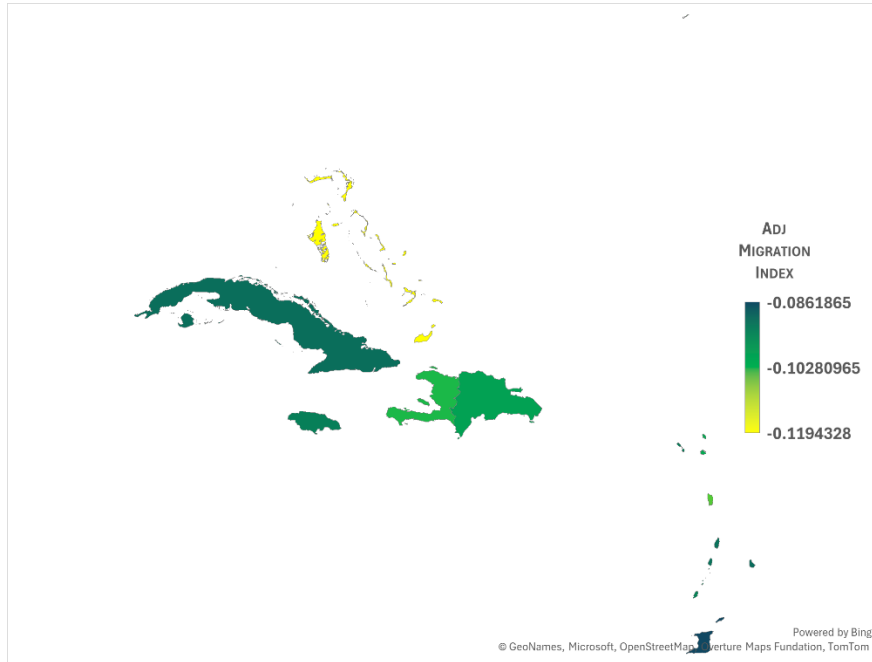 ADJ
MIGRATION
INDEX
-0.0861865
-0.10280965
-0.1194328
Powered by Bing
© GeoNames, Microsoft, OpenStreetMap, Overture Maps Fundation, TomTom